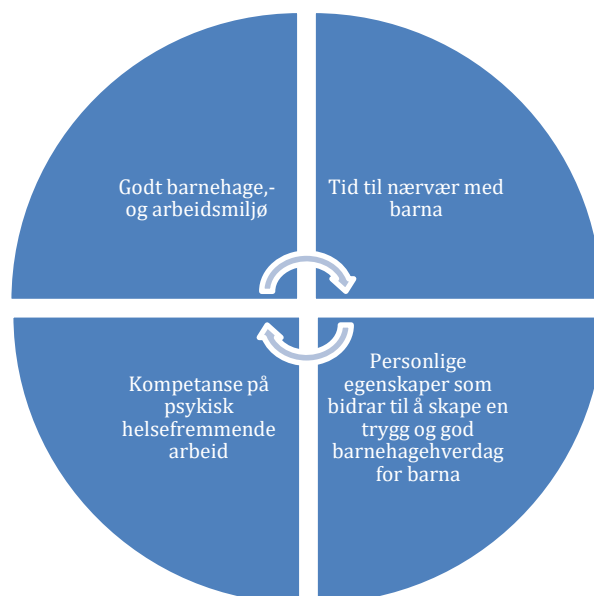 Godt barnehage,-
og arbeidsmiljø
Tid til nærvær med
barna
Kompetanse på
psykisk
helsefremmende
arbeid
Personlige
egenskaper som
bidrar til å skape en
trygg og god
barnehagehverdag
for barna